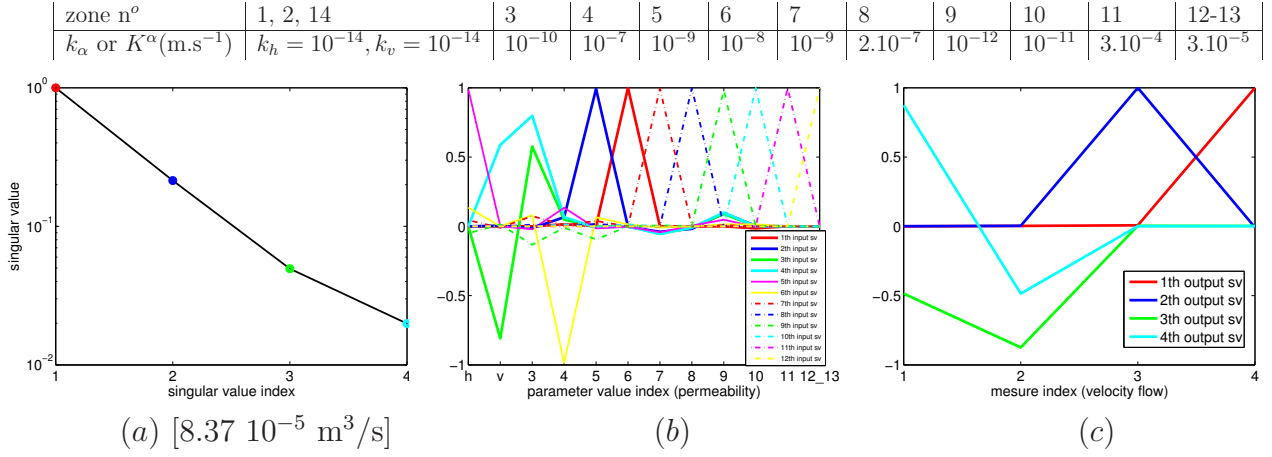 zone nᵒ 1, 2, 14 3 4 5 6 7 8 9 10 11 12-13
k_α or K^α(m.s⁻¹) k_h = 10⁻¹⁴, k_v = 10⁻¹⁴ 10⁻¹⁰ 10⁻⁷ 10⁻⁹ 10⁻⁸ 10⁻⁹ 2.10⁻⁷ 10⁻¹² 10⁻¹¹ 3.10⁻⁴ 3.10⁻⁵
10⁰
10⁻¹
10⁻²
singular value
1 2 3 4
singular value index
(a) [8.37 10⁻⁵ m³/s]
1
0.5
0
−0.5
−1
1th input sv
2th input sv
3th input sv
4th input sv
5th input sv
6th input sv
7th input sv
8th input sv
9th input sv
10th input sv
11th input sv
12th input sv
h v 3 4 5 6 7 8 9 10 11 12_13
parameter value index (permeability)
(b)
1
0.5
0
−0.5
−1
1th output sv
2th output sv
3th output sv
4th output sv
1 2 3 4
mesure index (velocity flow)
(c)